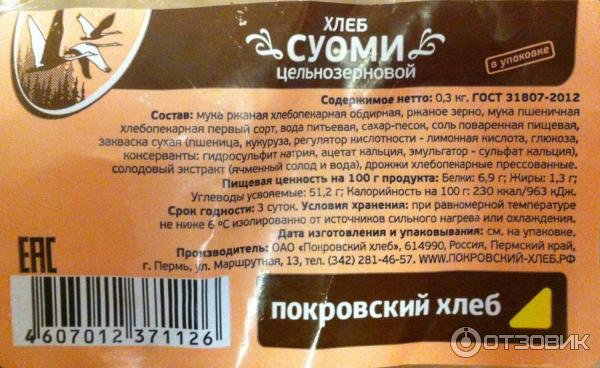 ХЛЕБ
СУОМИ
цельнозерновой
в упаковке
Содержимое нетто: 0,3 кг. ГОСТ 31807-2012
Состав: мука ржаная хлебопекарная обдирная, ржаное зерно, мука пшеничная
хлебопекарная первый сорт, вода питьевая, сахар-песок, соль поваренная пищевая,
закваска сухая (пшеница, кукуруза, регулятор кислотности - лимонная кислота, глюкоза,
консерванты: гидросульфит натрия, ацетат кальция, эмульгатор - сульфат кальция),
солодовый экстракт (ячменный солод и вода), дрожжи хлебопекарные прессованные.
Пищевая ценность на 100 г продукта: Белки: 6,9 г; Жиры: 1,3 г;
Углеводы усвояемые: 51,2 г; Калорийность на 100 г: 230 ккал/963 кДж.
Срок годности: 3 суток. Условия хранения: при равномерной температуре
не ниже 6 °С изолированно от источников сильного нагрева или охлаждения.
Дата изготовления и упаковывания: см. на упаковке.
Производитель: ОАО «Покровский хлеб», 614990, Россия, Пермский край,
г. Пермь, ул. Маршрутная, 13, тел. (342) 281-46-57. WWW.ПОКРОВСКИЙ-ХЛЕБ.РФ
ЕАС
4 607012 371126
ПОКРОВСКИЙ ХЛЕБ
ОТЗОВИК